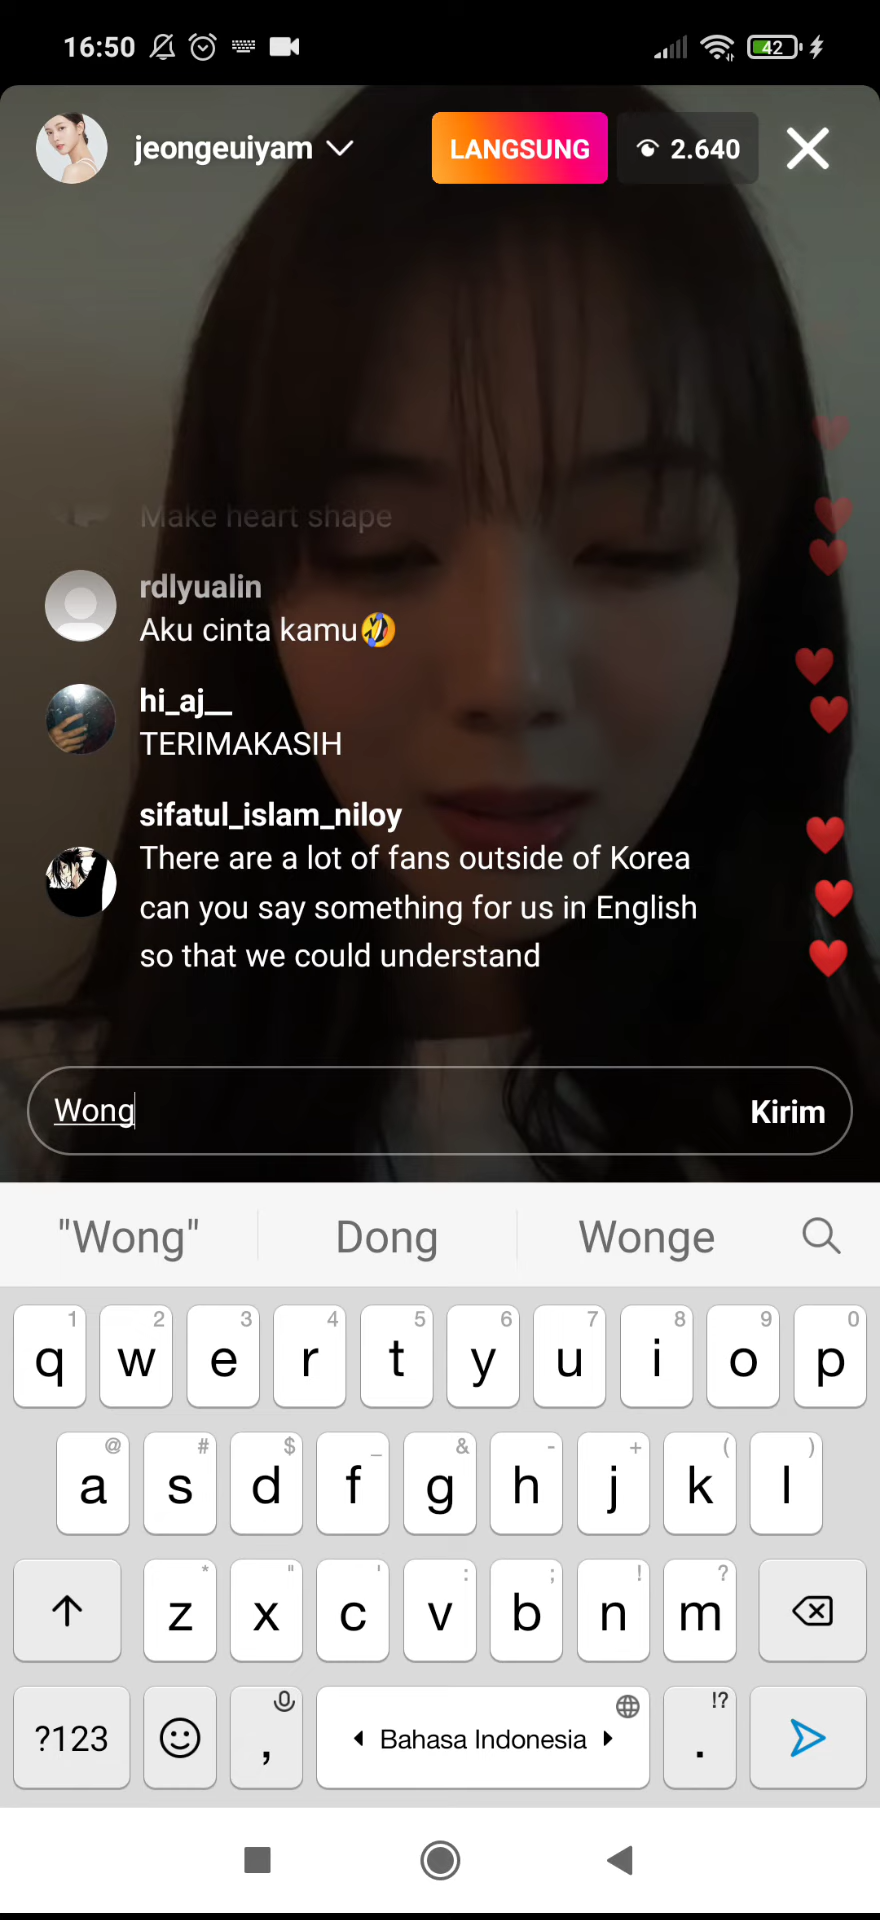 16:50
42
jeongeuiyam
LANGSUNG
2.640
Make heart shape
rdlyualin
Aku cinta kamu🤣
hi_aj__
TERIMAKASIH
sifatul_islam_niloy
There are a lot of fans outside of Korea
can you say something for us in English
so that we could understand
Wong
Kirim
"Wong" Dong Wonge
1 2 3 4 5 6 7 8 9 0
q w e r t y u i o p
@ # $ _ & - + ( )
a s d f g h j k l
* " ' : ; ! ?
z x c v b n m
!?
?123 , Bahasa Indonesia .